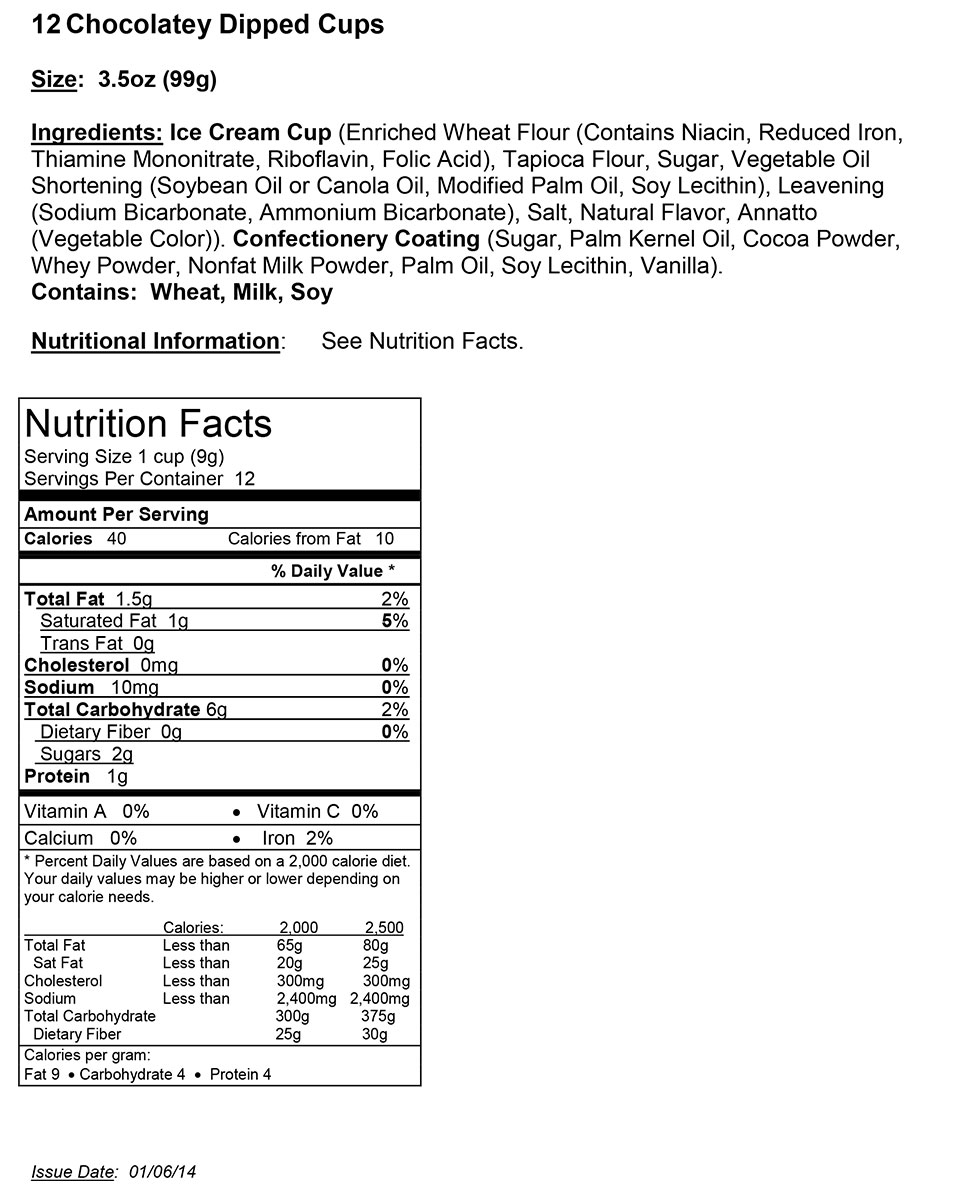 12 Chocolatey Dipped Cups
Size: 3.5oz (99g)
Ingredients: Ice Cream Cup (Enriched Wheat Flour (Contains Niacin, Reduced Iron,
Thiamine Mononitrate, Riboflavin, Folic Acid), Tapioca Flour, Sugar, Vegetable Oil
Shortening (Soybean Oil or Canola Oil, Modified Palm Oil, Soy Lecithin), Leavening
(Sodium Bicarbonate, Ammonium Bicarbonate), Salt, Natural Flavor, Annatto
(Vegetable Color)). Confectionery Coating (Sugar, Palm Kernel Oil, Cocoa Powder,
Whey Powder, Nonfat Milk Powder, Palm Oil, Soy Lecithin, Vanilla).
Contains: Wheat, Milk, Soy
Nutritional Information: See Nutrition Facts.
Nutrition Facts
Serving Size 1 cup (9g)
Servings Per Container 12
Amount Per Serving
Calories 40 Calories from Fat 10
% Daily Value *
Total Fat 1.5g 2%
Saturated Fat 1g 5%
Trans Fat 0g
Cholesterol 0mg 0%
Sodium 10mg 0%
Total Carbohydrate 6g 2%
Dietary Fiber 0g 0%
Sugars 2g
Protein 1g
Vitamin A 0% • Vitamin C 0%
Calcium 0% • Iron 2%
* Percent Daily Values are based on a 2,000 calorie diet.
Your daily values may be higher or lower depending on
your calorie needs.
Calories: 2,000 2,500
Total Fat Less than 65g 80g
Sat Fat Less than 20g 25g
Cholesterol Less than 300mg 300mg
Sodium Less than 2,400mg 2,400mg
Total Carbohydrate 300g 375g
Dietary Fiber 25g 30g
Calories per gram:
Fat 9 • Carbohydrate 4 • Protein 4
Issue Date: 01/06/14